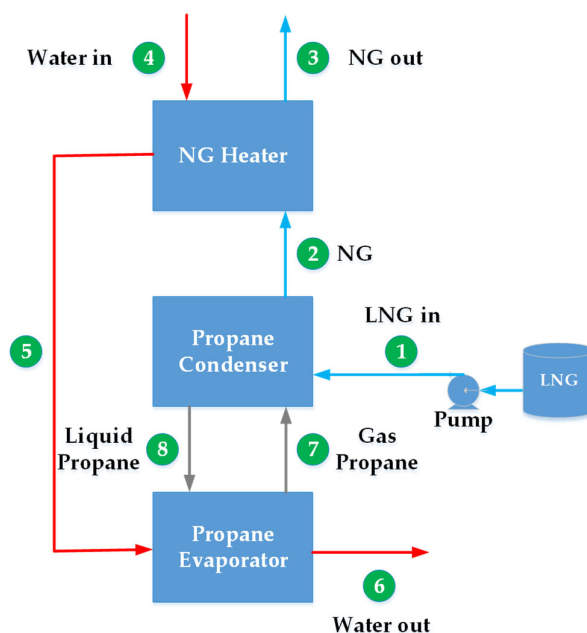 Water in
4
3
NG out
NG Heater
2
NG
5
Propane
Condenser
LNG in
1
LNG
Pump
Liquid
Propane
8
7
Gas
Propane
Propane
Evaporator
6
Water out